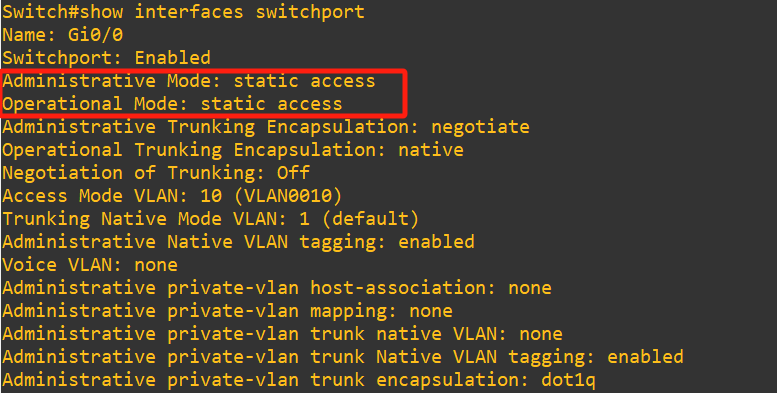 Switch#show interfaces switchport
Name: Gi0/0
Switchport: Enabled
Administrative Mode: static access
Operational Mode: static access
Administrative Trunking Encapsulation: negotiate
Operational Trunking Encapsulation: native
Negotiation of Trunking: Off
Access Mode VLAN: 10 (VLAN0010)
Trunking Native Mode VLAN: 1 (default)
Administrative Native VLAN tagging: enabled
Voice VLAN: none
Administrative private-vlan host-association: none
Administrative private-vlan mapping: none
Administrative private-vlan trunk native VLAN: none
Administrative private-vlan trunk Native VLAN tagging: enabled
Administrative private-vlan trunk encapsulation: dot1q